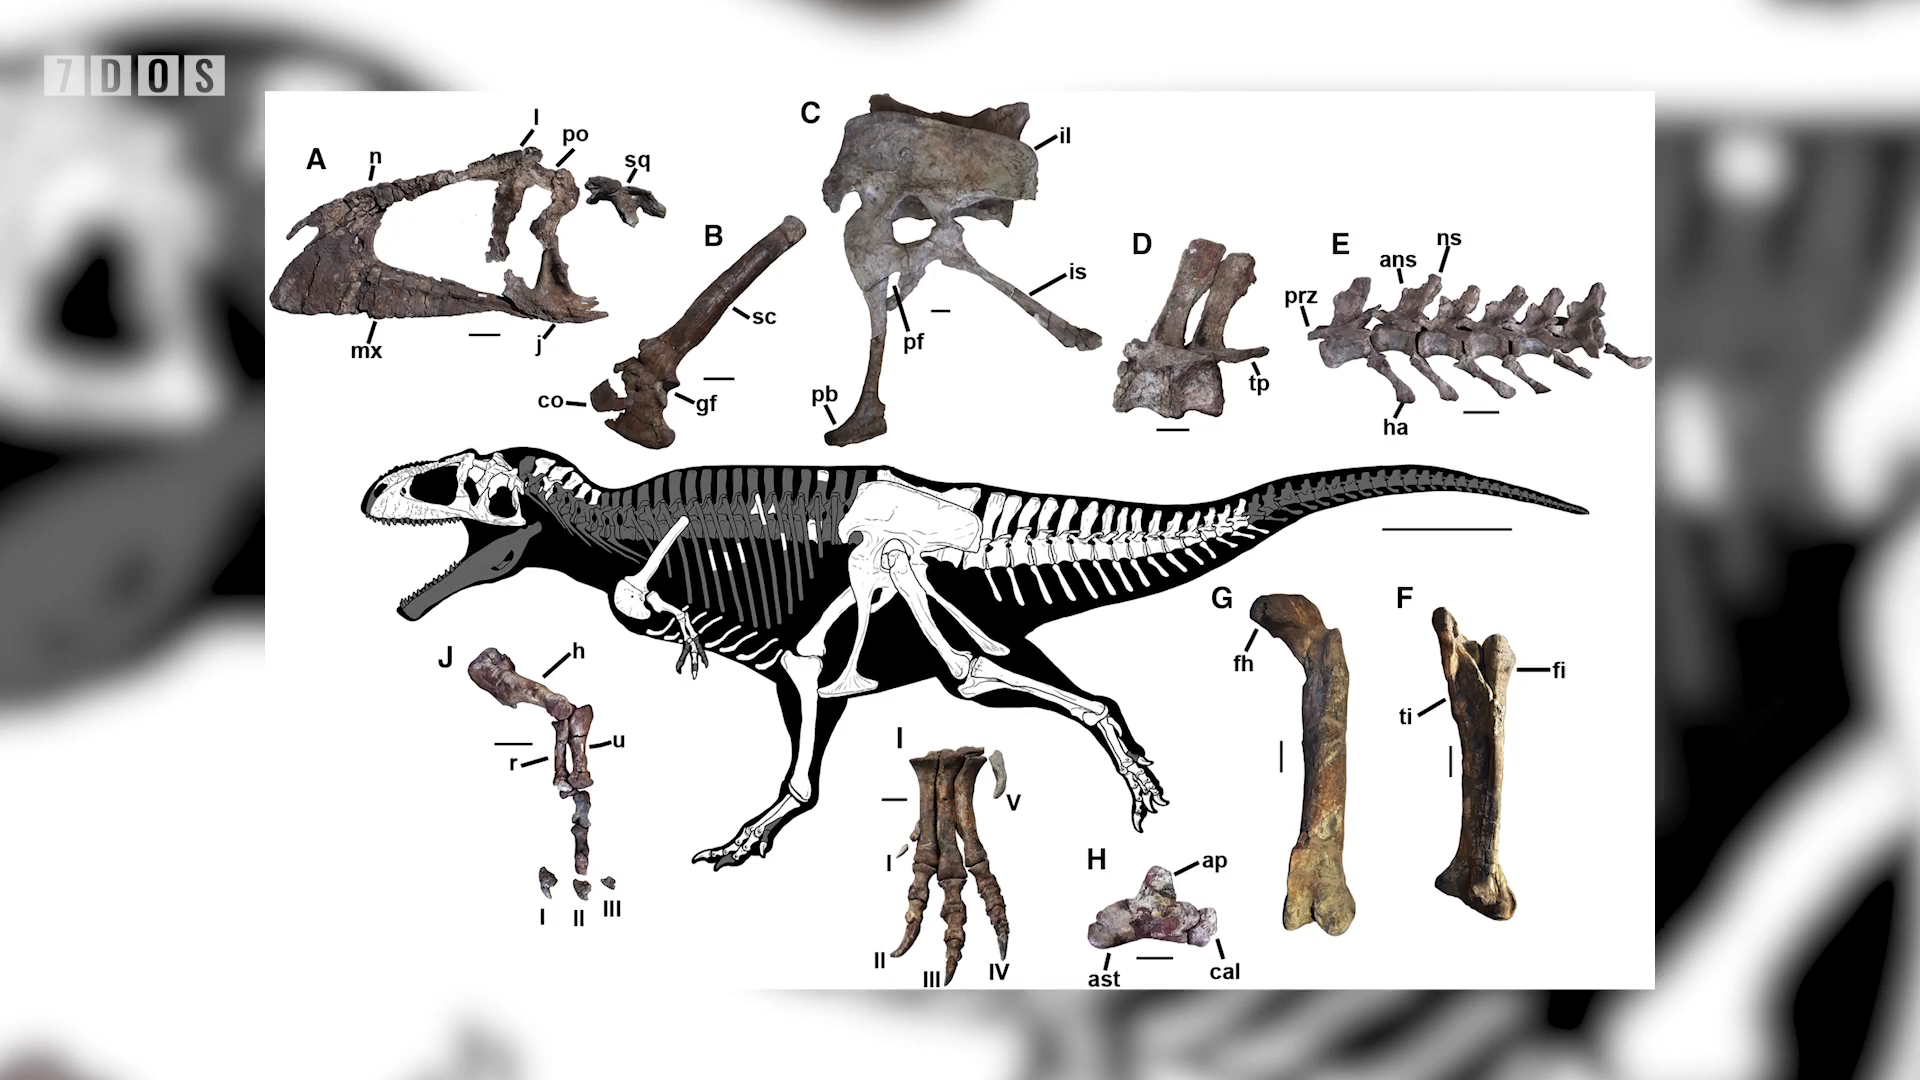 7DOS
A
n
l
po
sq
mx
j
B
sc
co
gf
C
il
is
pf
pb
D
tp
E
prz
ans
ns
ha
J
h
u
r
I
II
III
I
V
I
II
III
IV
H
ap
ast
cal
G
fh
F
fi
ti